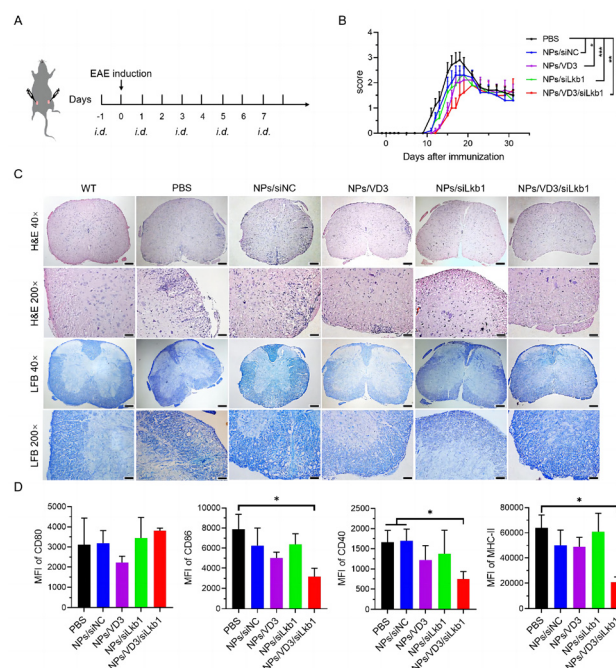 A
EAE induction
Days
-1 0 1 2 3 4 5 6 7
i.d. i.d. i.d. i.d. i.d.
B
score
4
3
2
1
0
0 10 20 30
Days after immunization
PBS
NPs/siNC
NPs/VD3
NPs/siLkb1
NPs/VD3/siLkb1
*
***
**
C
WT PBS NPs/siNC NPs/VD3 NPs/siLkb1 NPs/VD3/siLkb1
H&E 40×
H&E 200×
LFB 40×
LFB 200×
D
MFI of CD80
5000
4000
3000
2000
1000
0
PBS
NPs/siNC
NPs/VD3
NPs/siLkb1
NPs/VD3/siLkb1
MFI of CD86
10000
8000
6000
4000
2000
0
*
PBS
NPs/siNC
NPs/VD3
NPs/siLkb1
NPs/VD3/siLkb1
MFI of CD40
2500
2000
1500
1000
500
0
*
PBS
NPs/siNC
NPs/VD3
NPs/siLkb1
NPs/VD3/siLkb1
MFI of MHC-II
80000
60000
40000
20000
0
*
PBS
NPs/siNC
NPs/VD3
NPs/siLkb1
NPs/VD3/siLkb1